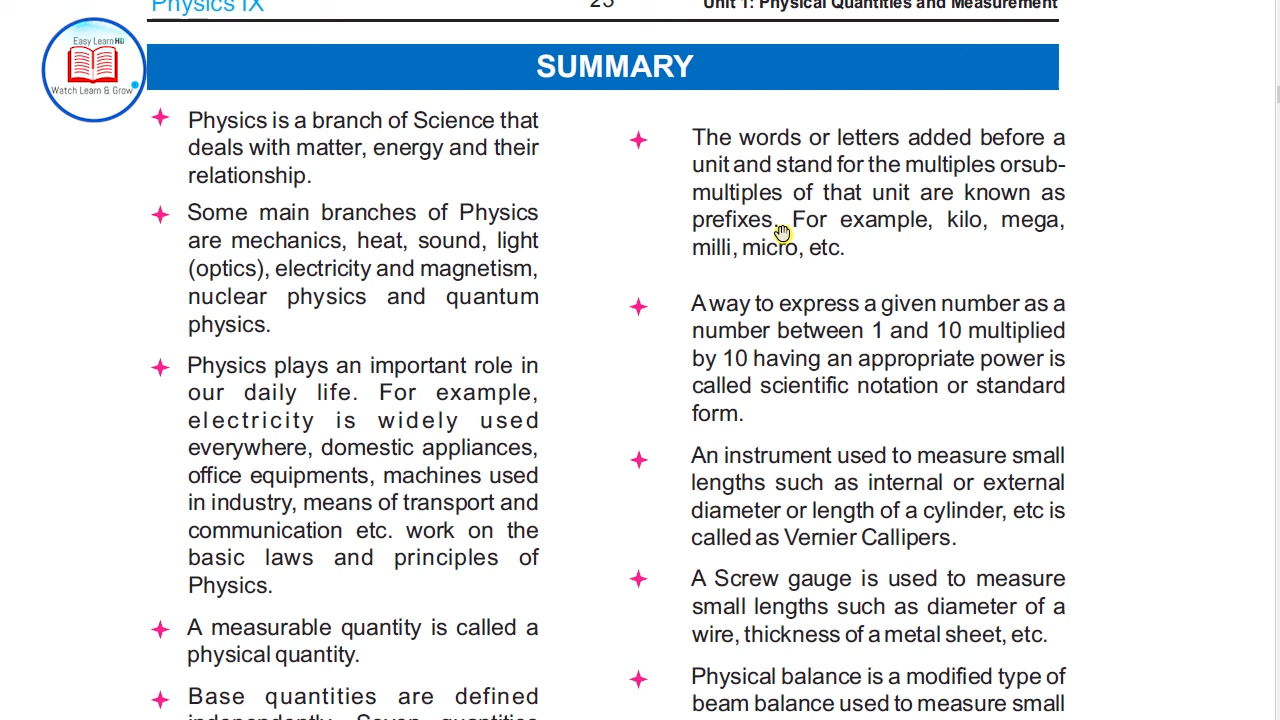 Physics IX
23
Unit 1: Physical Quantities and Measurement
Easy Learn HD
Watch Learn & Grow
SUMMARY
Physics is a branch of Science that
deals with matter, energy and their
relationship.
Some main branches of Physics
are mechanics, heat, sound, light
(optics), electricity and magnetism,
nuclear physics and quantum
physics.
Physics plays an important role in
our daily life. For example,
electricity is widely used
everywhere, domestic appliances,
office equipments, machines used
in industry, means of transport and
communication etc. work on the
basic laws and principles of
Physics.
A measurable quantity is called a
physical quantity.
Base quantities are defined
independently. Seven quantities
The words or letters added before a
unit and stand for the multiples orsub-
multiples of that unit are known as
prefixes. For example, kilo, mega,
milli, micro, etc.
A way to express a given number as a
number between 1 and 10 multiplied
by 10 having an appropriate power is
called scientific notation or standard
form.
An instrument used to measure small
lengths such as internal or external
diameter or length of a cylinder, etc is
called as Vernier Callipers.
A Screw gauge is used to measure
small lengths such as diameter of a
wire, thickness of a metal sheet, etc.
Physical balance is a modified type of
beam balance used to measure small